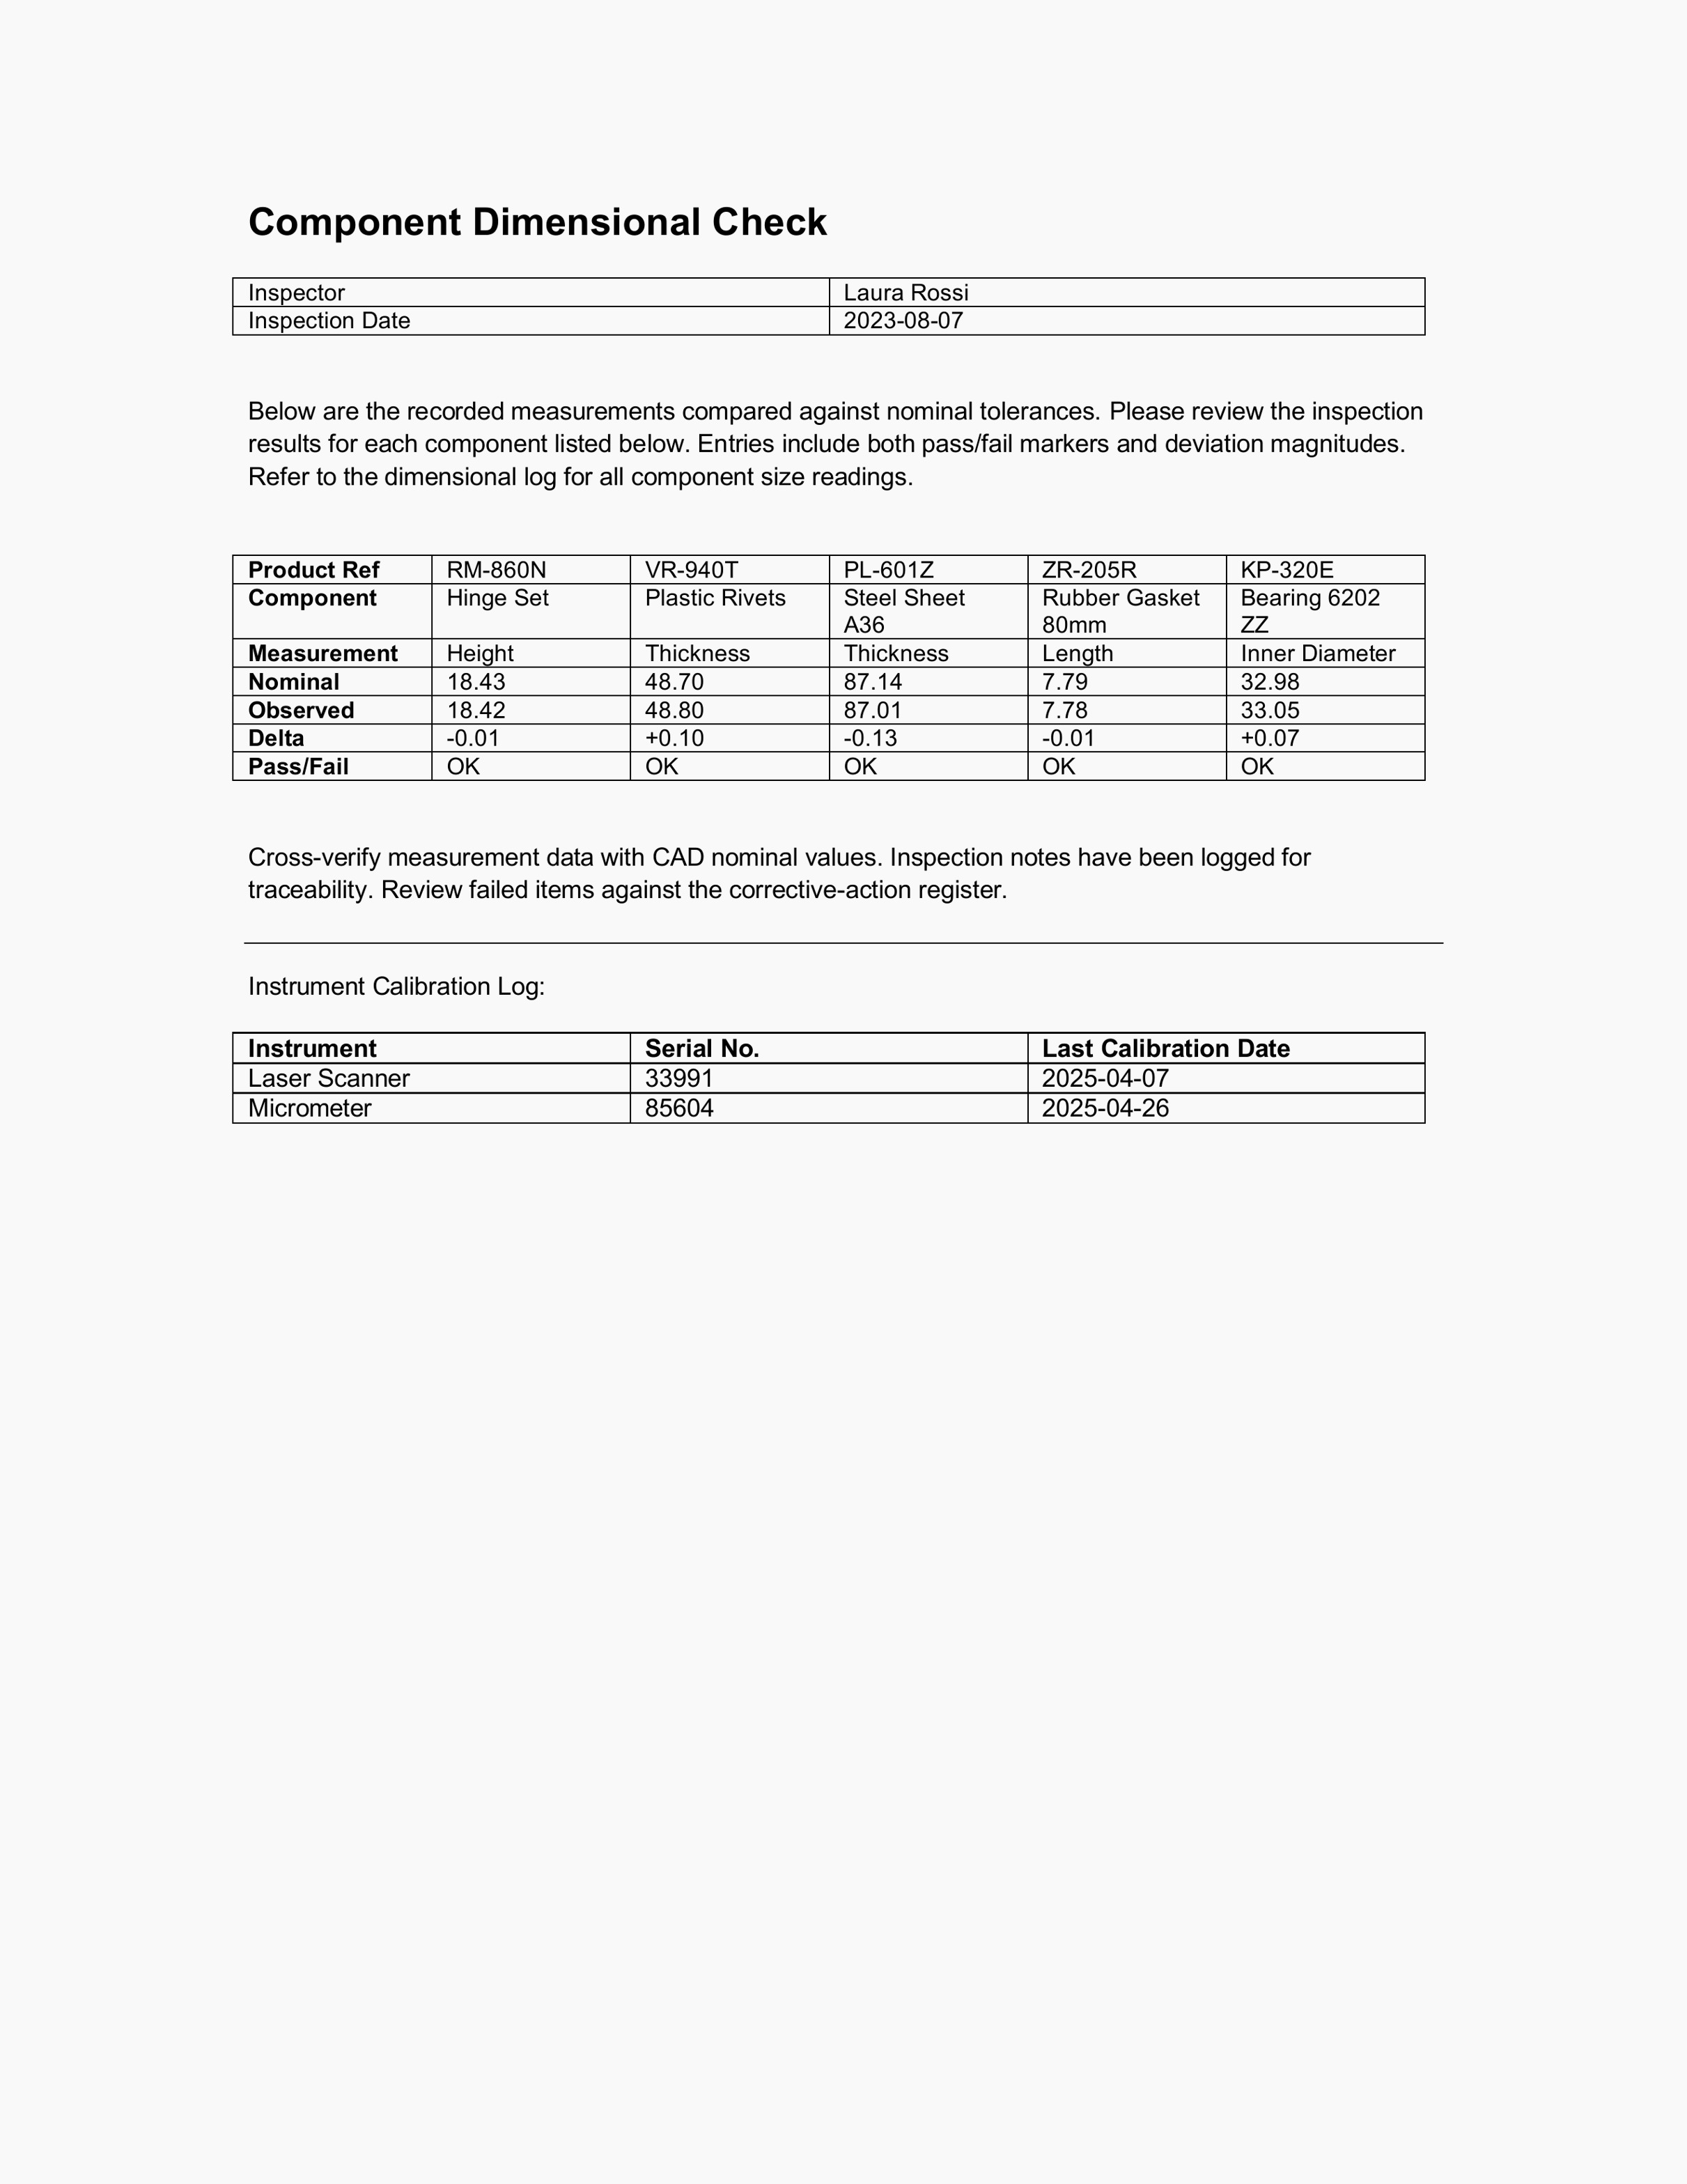 Component Dimensional Check
Inspector Laura Rossi
Inspection Date 2023-08-07
Below are the recorded measurements compared against nominal tolerances. Please review the inspection
results for each component listed below. Entries include both pass/fail markers and deviation magnitudes.
Refer to the dimensional log for all component size readings.
Product Ref RM-860N VR-940T PL-601Z ZR-205R KP-320E
Component Hinge Set Plastic Rivets Steel Sheet Rubber Gasket Bearing 6202
A36 80mm ZZ
Measurement Height Thickness Thickness Length Inner Diameter
Nominal 18.43 48.70 87.14 7.79 32.98
Observed 18.42 48.80 87.01 7.78 33.05
Delta -0.01 +0.10 -0.13 -0.01 +0.07
Pass/Fail OK OK OK OK OK
Cross-verify measurement data with CAD nominal values. Inspection notes have been logged for
traceability. Review failed items against the corrective-action register.
Instrument Calibration Log:
Instrument Serial No. Last Calibration Date
Laser Scanner 33991 2025-04-07
Micrometer 85604 2025-04-26